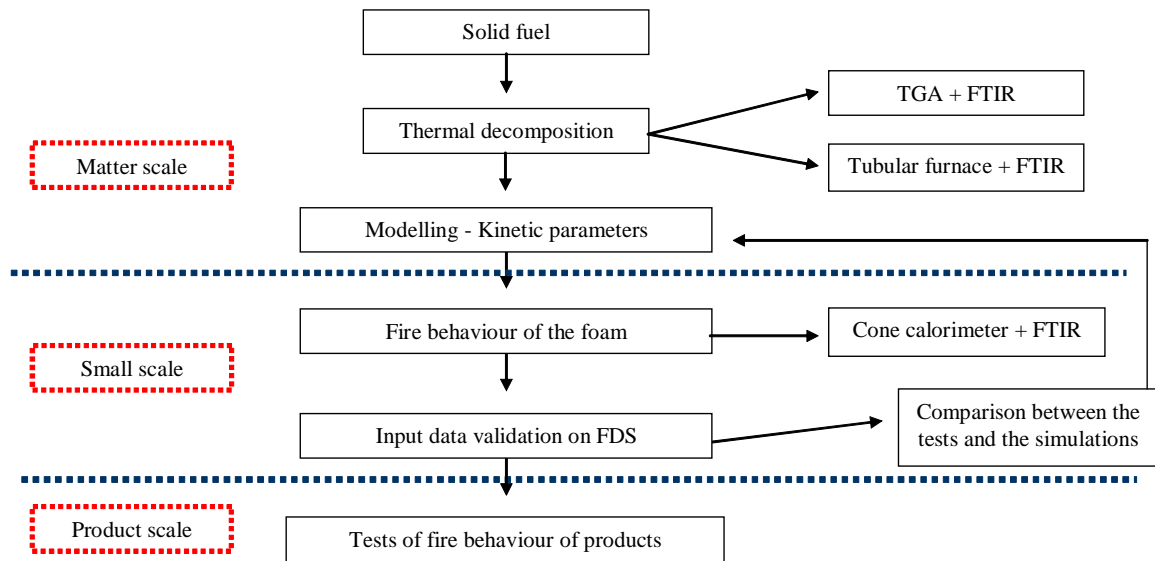 Solid fuel
TGA + FTIR
Thermal decomposition
Matter scale
Tubular furnace + FTIR
Modelling - Kinetic parameters
Fire behaviour of the foam
Cone calorimeter + FTIR
Small scale
Comparison between the
tests and the simulations
Input data validation on FDS
Product scale
Tests of fire behaviour of products